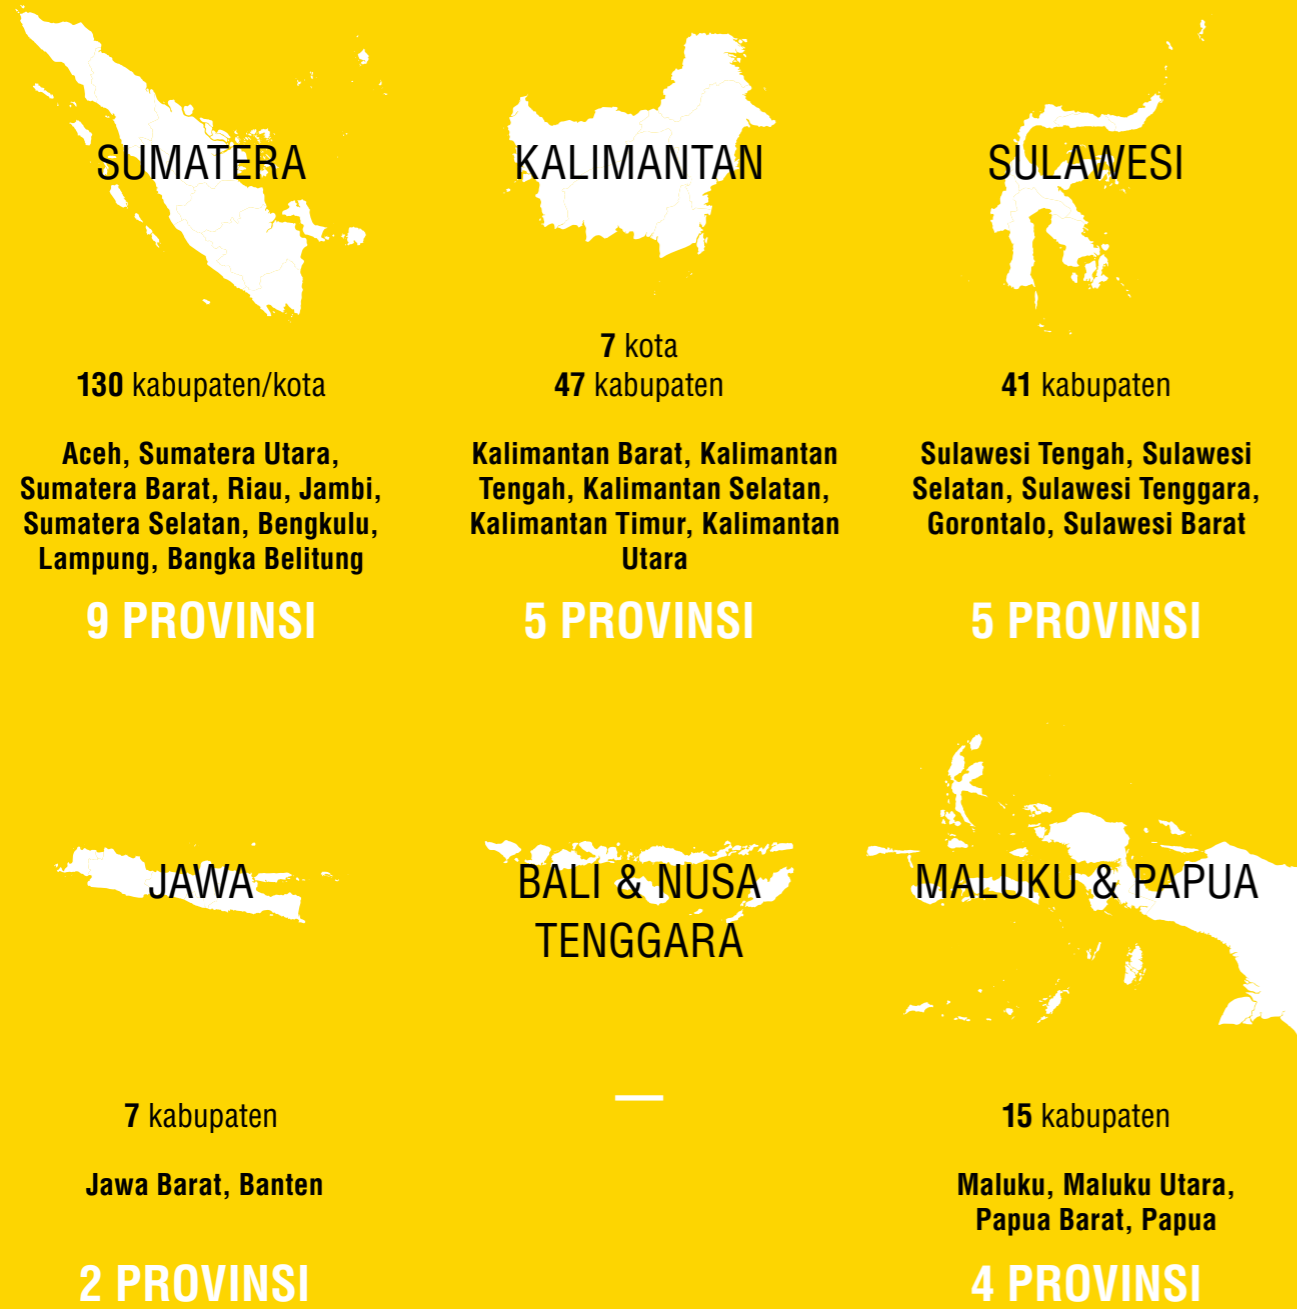 SUMATERA
130 kabupaten/kota
Aceh, Sumatera Utara,
Sumatera Barat, Riau, Jambi,
Sumatera Selatan, Bengkulu,
Lampung, Bangka Belitung
9 PROVINSI
KALIMANTAN
7 kota
47 kabupaten
Kalimantan Barat, Kalimantan
Tengah, Kalimantan Selatan,
Kalimantan Timur, Kalimantan
Utara
5 PROVINSI
SULAWESI
41 kabupaten
Sulawesi Tengah, Sulawesi
Selatan, Sulawesi Tenggara,
Gorontalo, Sulawesi Barat
5 PROVINSI
JAWA
7 kabupaten
Jawa Barat, Banten
2 PROVINSI
BALI & NUSA
TENGGARA
—
MALUKU & PAPUA
15 kabupaten
Maluku, Maluku Utara,
Papua Barat, Papua
4 PROVINSI